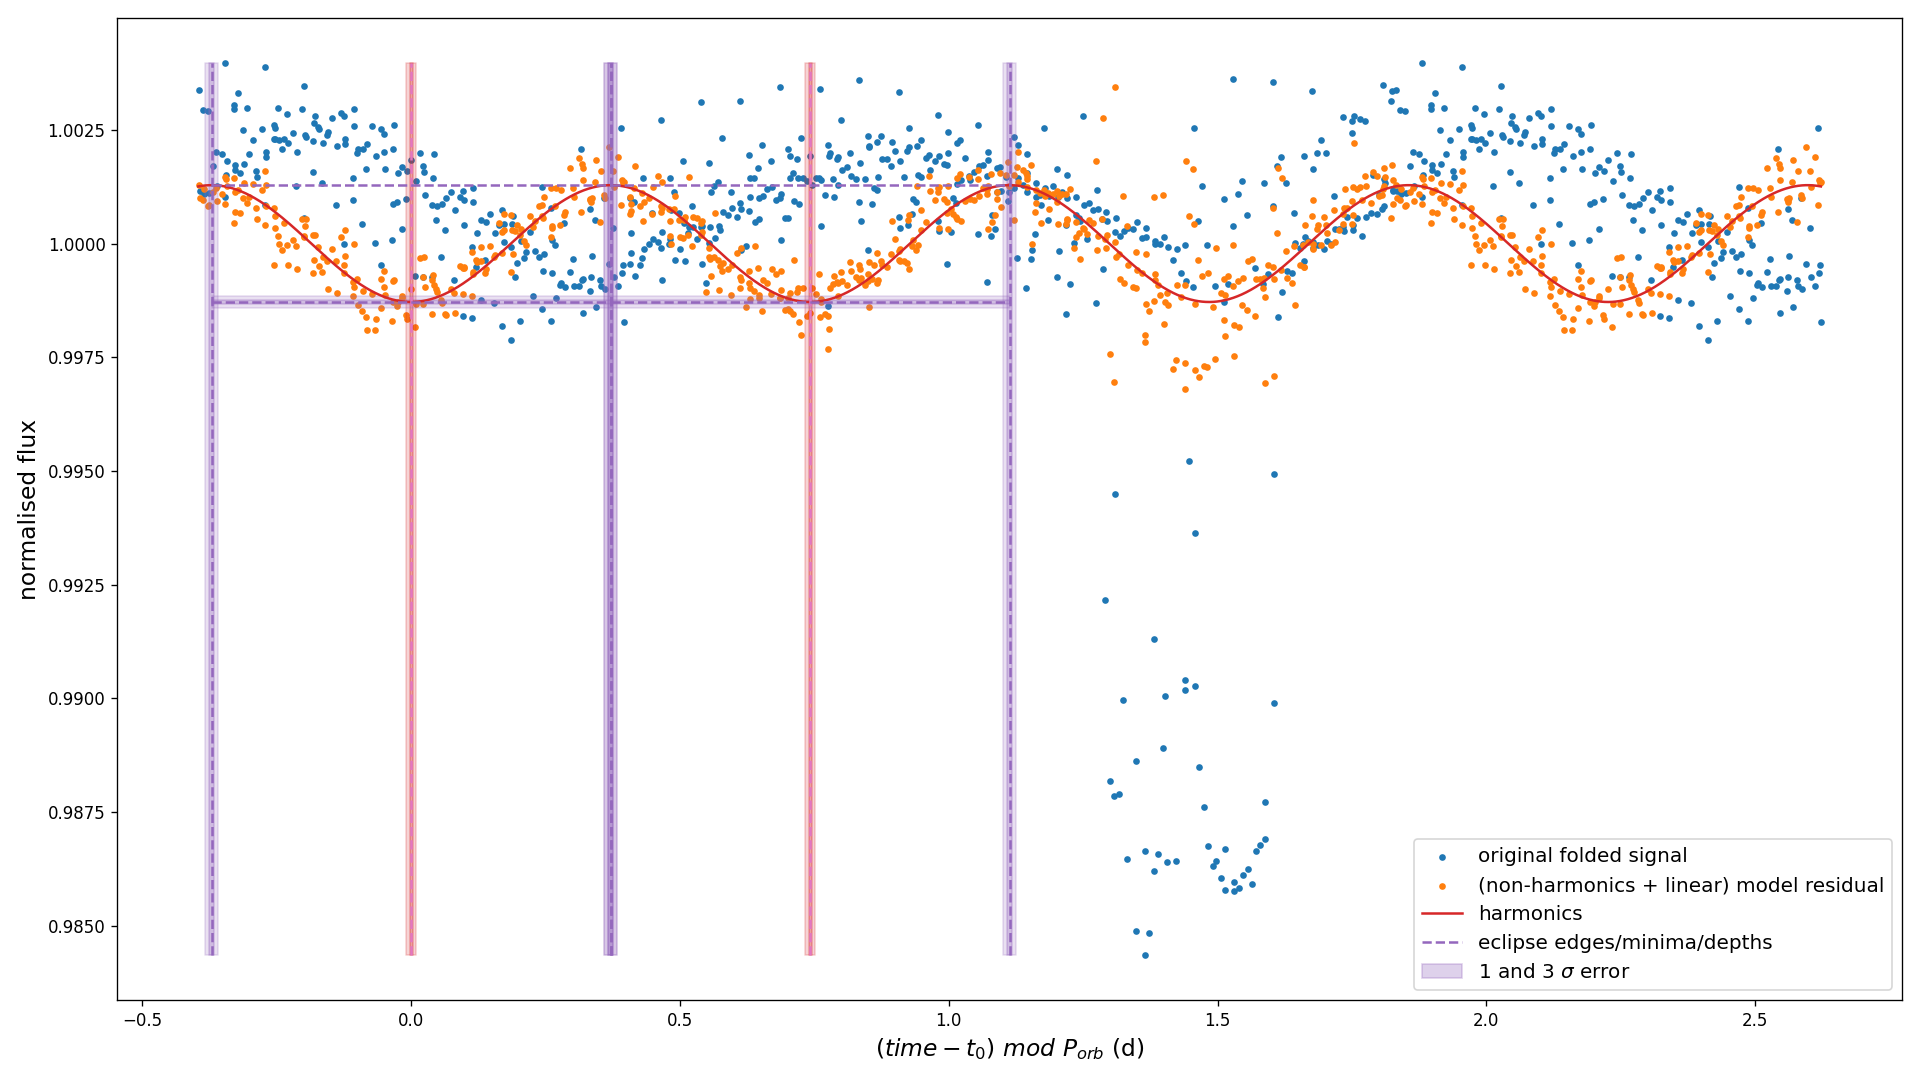 1.0025
1.0000
0.9975
0.9950
0.9925
0.9900
0.9875
0.9850
normalised flux
−0.5 0.0 0.5 1.0 1.5 2.0 2.5
(time − t₀) mod P_orb (d)
original folded signal
(non-harmonics + linear) model residual
harmonics
eclipse edges/minima/depths
1 and 3 σ error